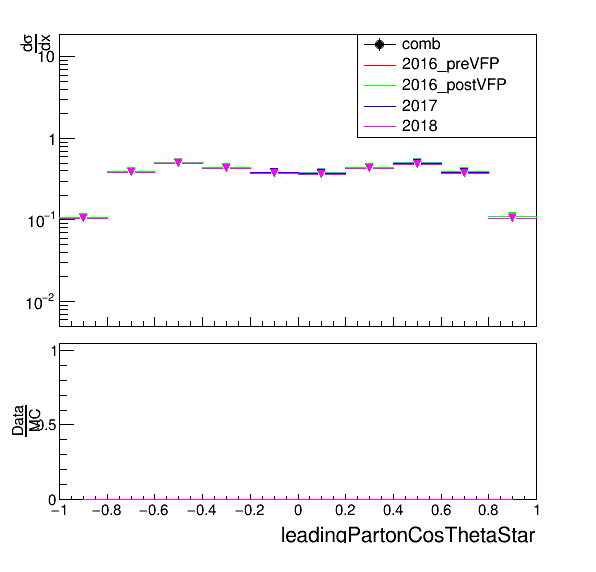 dσ
dx
10
1
10⁻¹
10⁻²
comb
2016_preVFP
2016_postVFP
2017
2018
Data
MC
1
0.5
0
−1 −0.8 −0.6 −0.4 −0.2 0 0.2 0.4 0.6 0.8 1
leadingPartonCosThetaStar